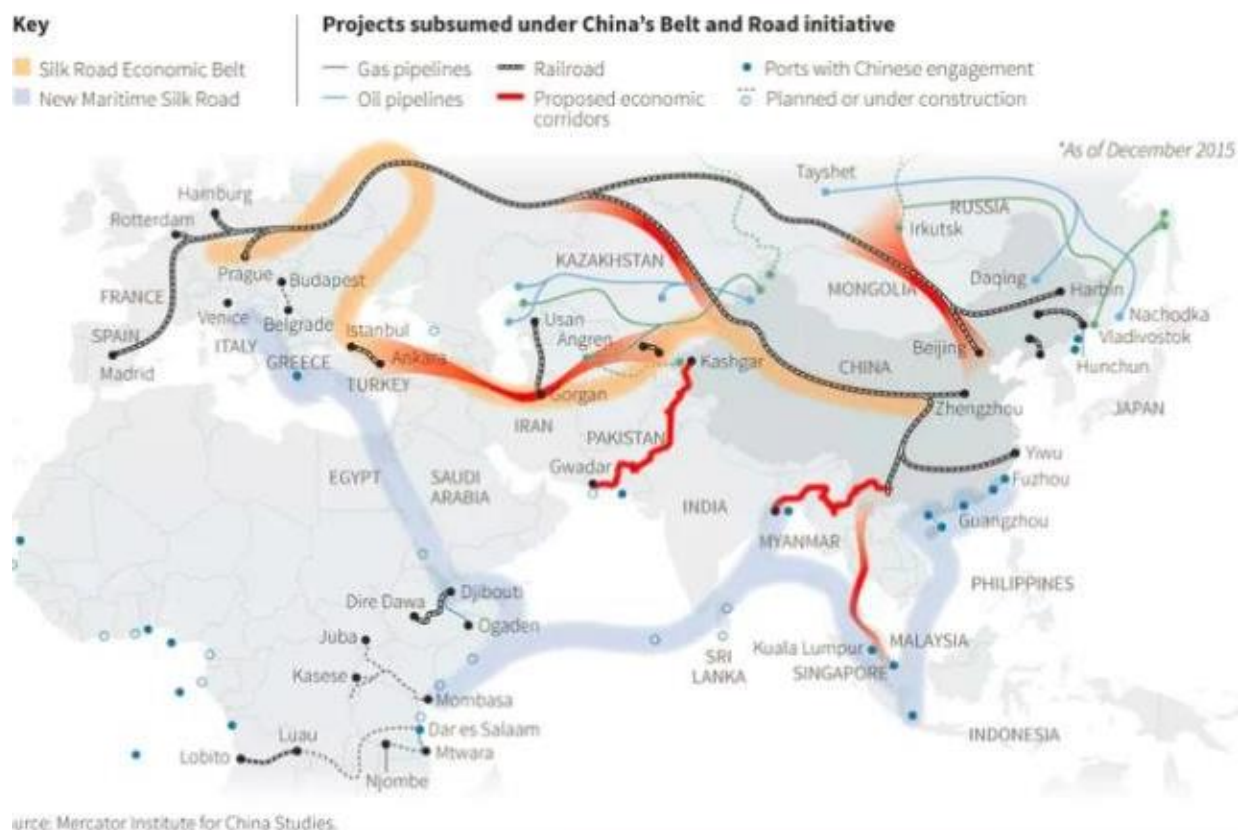 Key
Projects subsumed under China's Belt and Road initiative
Silk Road Economic Belt
New Maritime Silk Road
Gas pipelines
Railroad
Ports with Chinese engagement
Oil pipelines
Proposed economic
corridors
Planned or under construction
*As of December 2015
Tayshet
Hamburg
Rotterdam
RUSSIA
Irkutsk
KAZAKHSTAN
Prague
Budapest
Daqing
MONGOLIA
Harbin
FRANCE
Venice
Belgrade
Usan
Nachodka
SPAIN
ITALY
Istanbul
Angren
Vladivostok
Beijing
GREECE
Ankara
Kashgar
CHINA
Hunchun
Madrid
TURKEY
Gorgan
Zhengzhou
JAPAN
IRAN
PAKISTAN
Yiwu
Gwadar
EGYPT
SAUDI
ARABIA
Fuzhou
INDIA
Guangzhou
MYANMAR
PHILIPPINES
Djibouti
Dire Dawa
Ogaden
Juba
Kuala Lumpur
MALAYSIA
SRI
LANKA
SINGAPORE
Kasese
Mombasa
Dar es Salaam
INDONESIA
Luau
Lobito
Mtwara
Njombe
urce: Mercator Institute for China Studies.